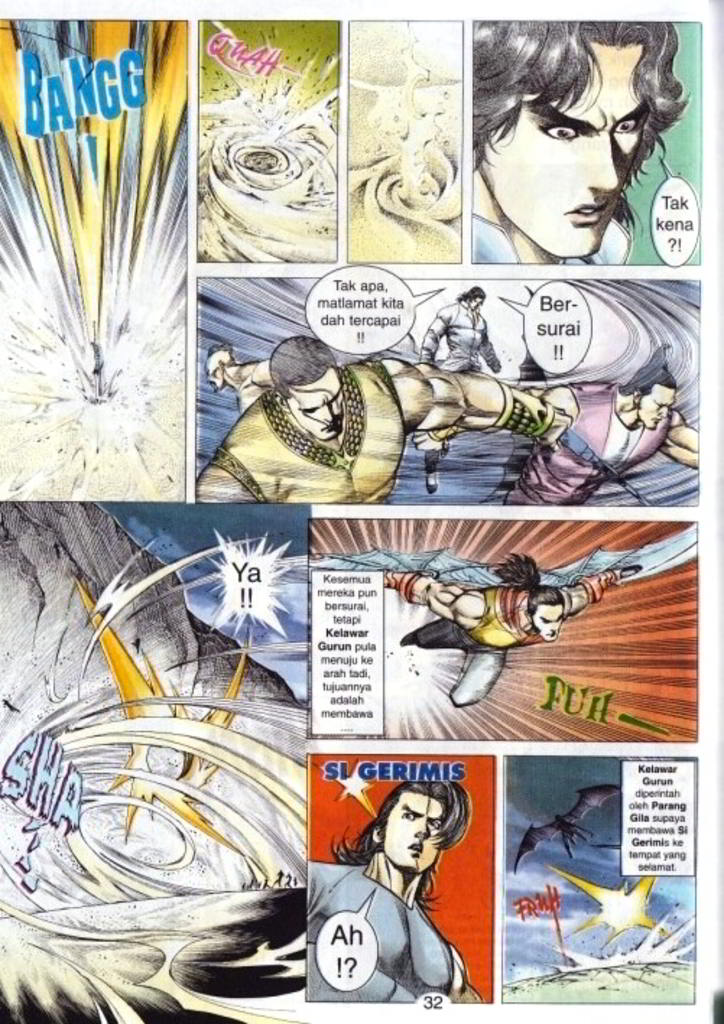 BANGG
!
QWAH
Tak
kena
?!
Tak apa,
matlamat kita
dah tercapai
!!
Ber-
surai
!!
Ya
!!
Kesemua
mereka pun
bersurai,
tetapi
Kelawar
Gurun pula
menuju ke
arah tadi,
tujuannya
adalah
membawa
....
FUH
SHA
SI GERIMIS
Ah
!?
Kelawar
Gurun
diperintah
oleh Parang
Gila supaya
membawa Si
Gerimis ke
tempat yang
selamat.
32